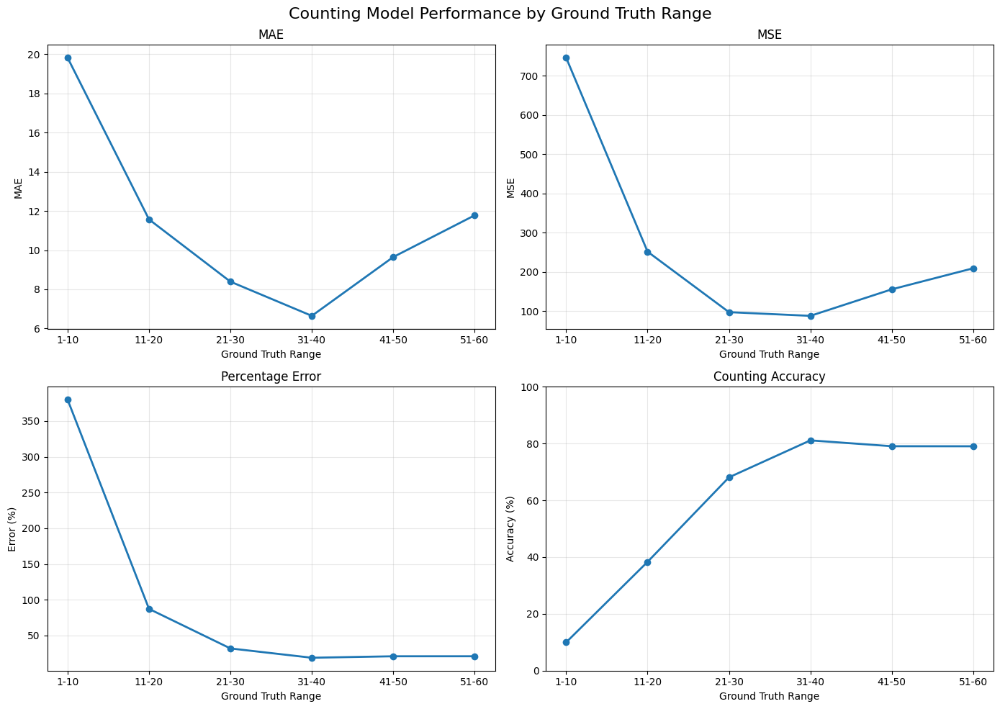 Counting Model Performance by Ground Truth Range
MAE
MAE
20
18
16
14
12
10
8
6
1-10 11-20 21-30 31-40 41-50 51-60
Ground Truth Range
MSE
MSE
700
600
500
400
300
200
100
1-10 11-20 21-30 31-40 41-50 51-60
Ground Truth Range
Percentage Error
Error (%)
350
300
250
200
150
100
50
1-10 11-20 21-30 31-40 41-50 51-60
Ground Truth Range
Counting Accuracy
Accuracy (%)
100
80
60
40
20
0
1-10 11-20 21-30 31-40 41-50 51-60
Ground Truth Range